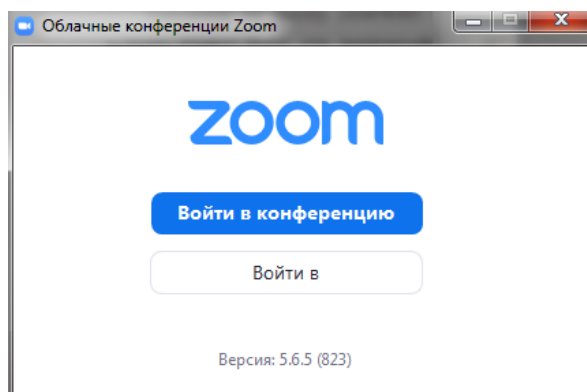 Облачные конференции Zoom
zoom
Войти в конференцию
Войти в
Версия: 5.6.5 (823)